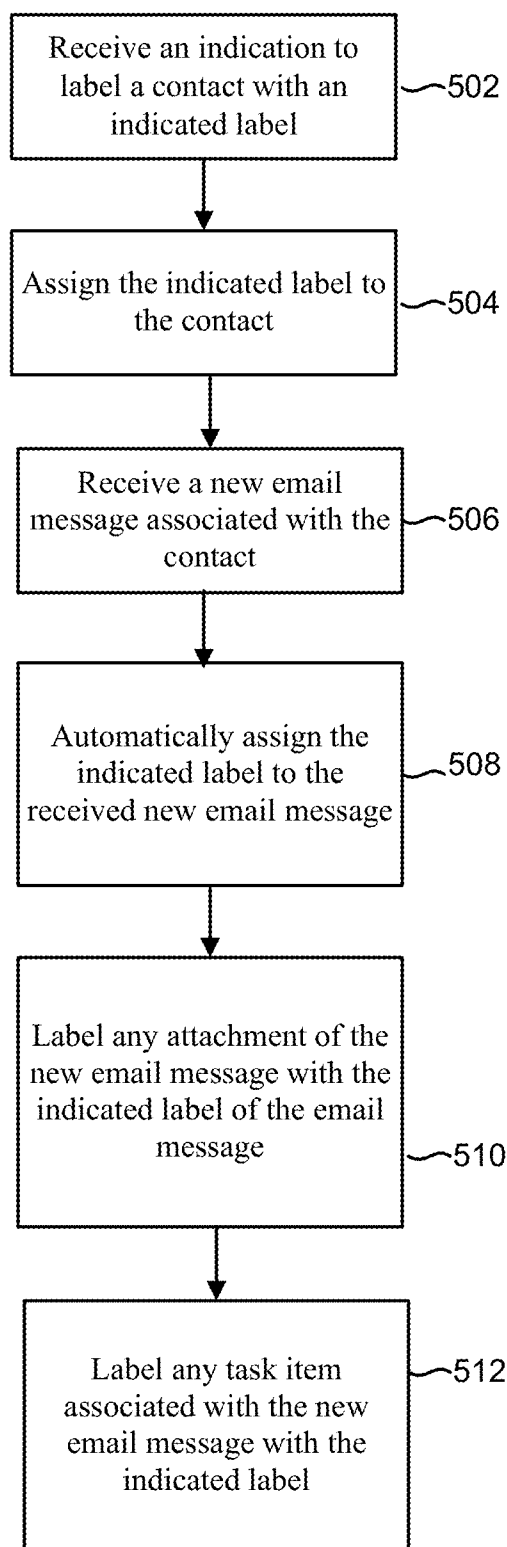 Receive an indication to
label a contact with an
indicated label
502
Assign the indicated label to
the contact
504
Receive a new email
message associated with the
contact
506
Automatically assign the
indicated label to the
received new email message
508
Label any attachment of the
new email message with the
indicated label of the email
message
510
Label any task item
associated with the new
email message with the
indicated label
512